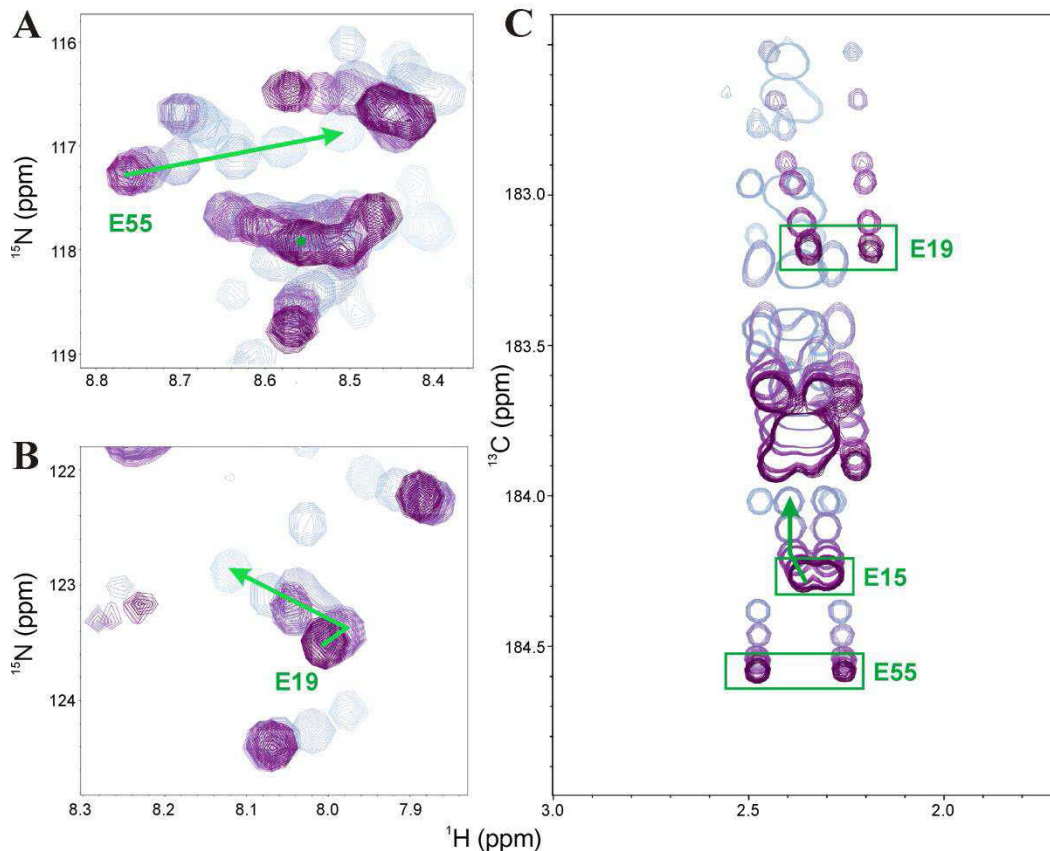 A
116
117
118
119
¹⁵N (ppm)
E55
8.8 8.7 8.6 8.5 8.4
B
122
123
124
¹⁵N (ppm)
E19
8.3 8.2 8.1 8.0 7.9
C
183.0
183.5
184.0
184.5
¹³C (ppm)
E19
E15
E55
3.0 2.5 2.0
¹H (ppm)